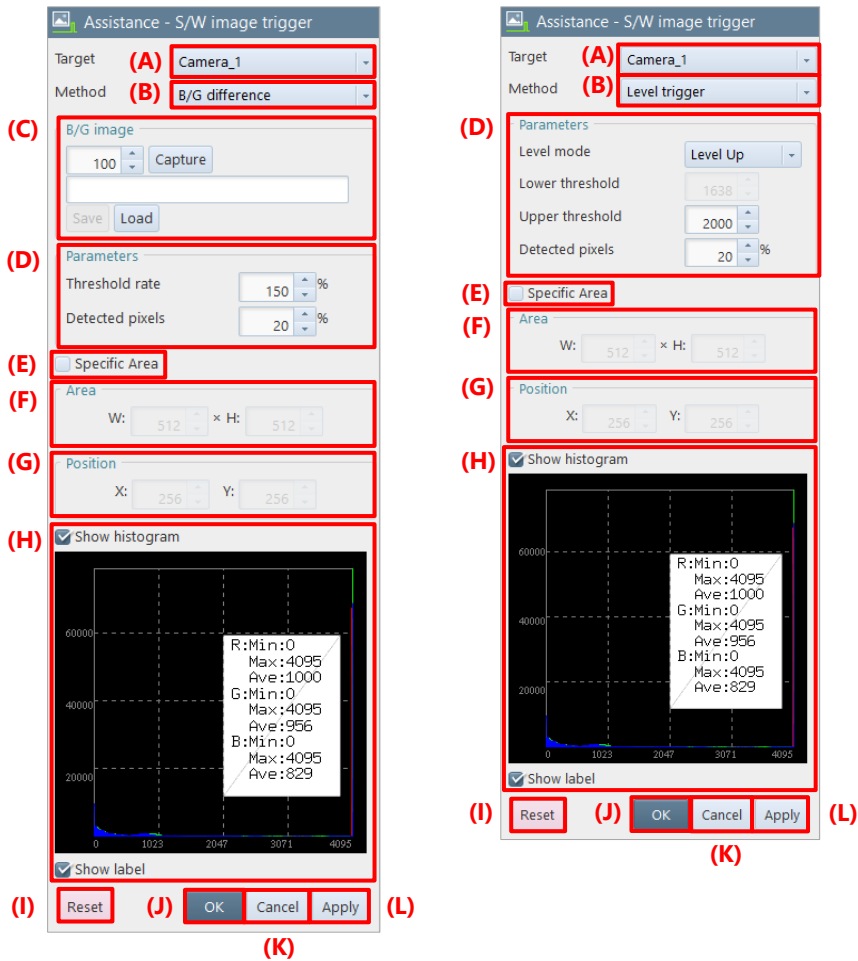 Assistance - S/W image trigger
Target (A) Camera_1
Method (B) B/G difference
(C) B/G image
100 Capture
Save Load
(D) Parameters
Threshold rate 150 %
Detected pixels 20 %
(E) Specific Area
(F) Area
W: 512 × H: 512
(G) Position
X: 256 Y: 256
(H) Show histogram
60000
40000
20000
0 1023 2047 3071 4095
R:Min:0
Max:4095
Ave:1000
G:Min:0
Max:4095
Ave:956
B:Min:0
Max:4095
Ave:829
Show label
(I) Reset (J) OK Cancel Apply (L)
(K)
Assistance - S/W image trigger
Target (A) Camera_1
Method (B) Level trigger
(D) Parameters
Level mode Level Up
Lower threshold 1638
Upper threshold 2000
Detected pixels 20 %
(E) Specific Area
(F) Area
W: 512 × H: 512
(G) Position
X: 256 Y: 256
(H) Show histogram
60000
40000
20000
0 1023 2047 3071 4095
R:Min:0
Max:4095
Ave:1000
G:Min:0
Max:4095
Ave:956
B:Min:0
Max:4095
Ave:829
Show label
(I) Reset (J) OK Cancel Apply (L)
(K)